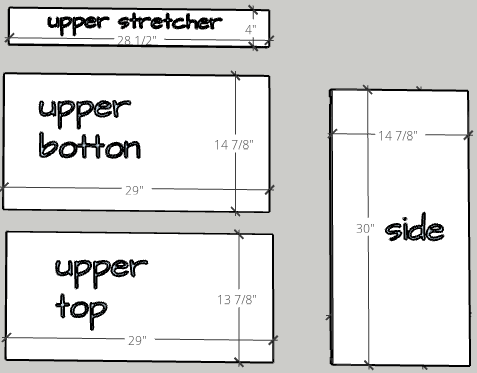 upper stretcher
4"
28 1/2"
upper
botton
14 7/8"
29"
upper
top
13 7/8"
29"
14 7/8"
30"
side